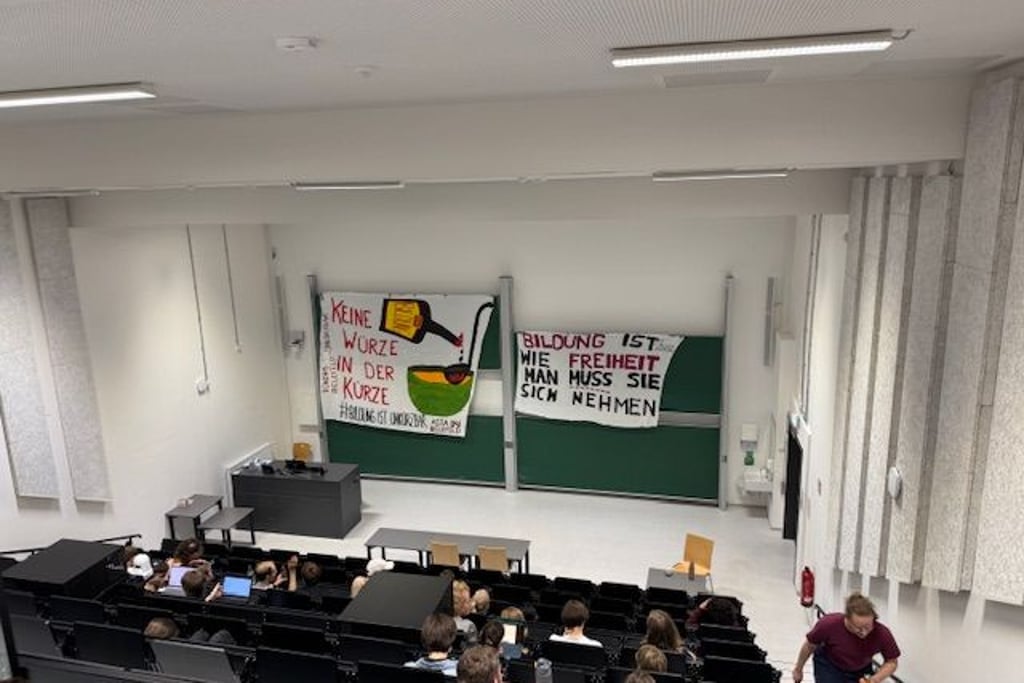 KEINE
WÜRZE
IN DER
KÜRZE
#BILDUNG IST UNKÜRZBAR
BILDUNG IST
WIE FREIHEIT
MAN MUSS SIE
SICH NEHMEN